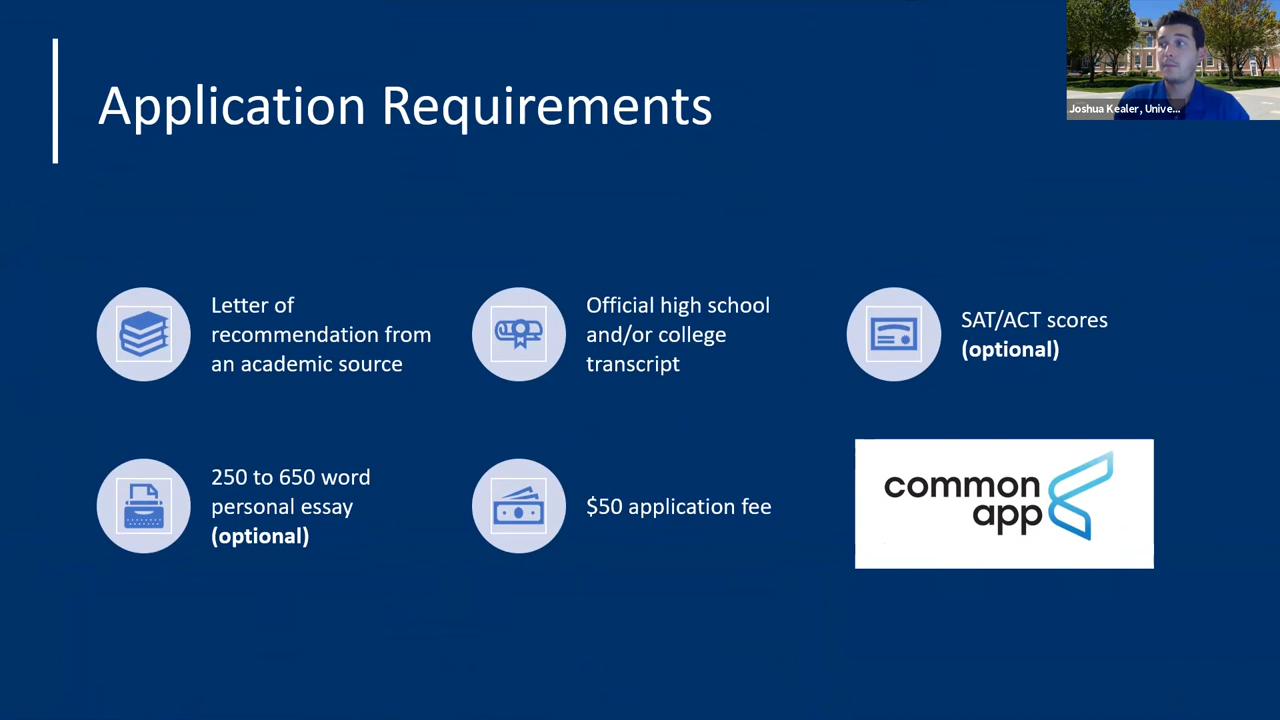 Application Requirements
Joshua Kealer, Unive...
Letter of
recommendation from
an academic source
Official high school
and/or college
transcript
SAT/ACT scores
(optional)
250 to 650 word
personal essay
(optional)
$50 application fee
common
app